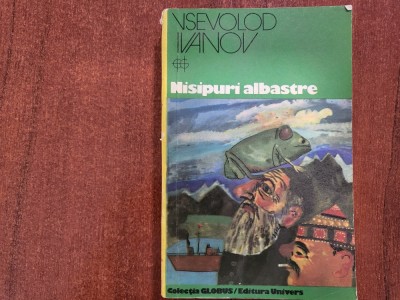 VSEVOLOD
IVANOV
Nisipuri albastre
Colecția GLOBUS/Editura Univers